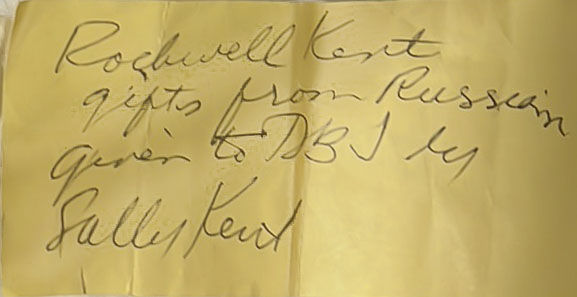 Rockwell Kent
gifts from Russian
given to DBJ by
Sally Kent